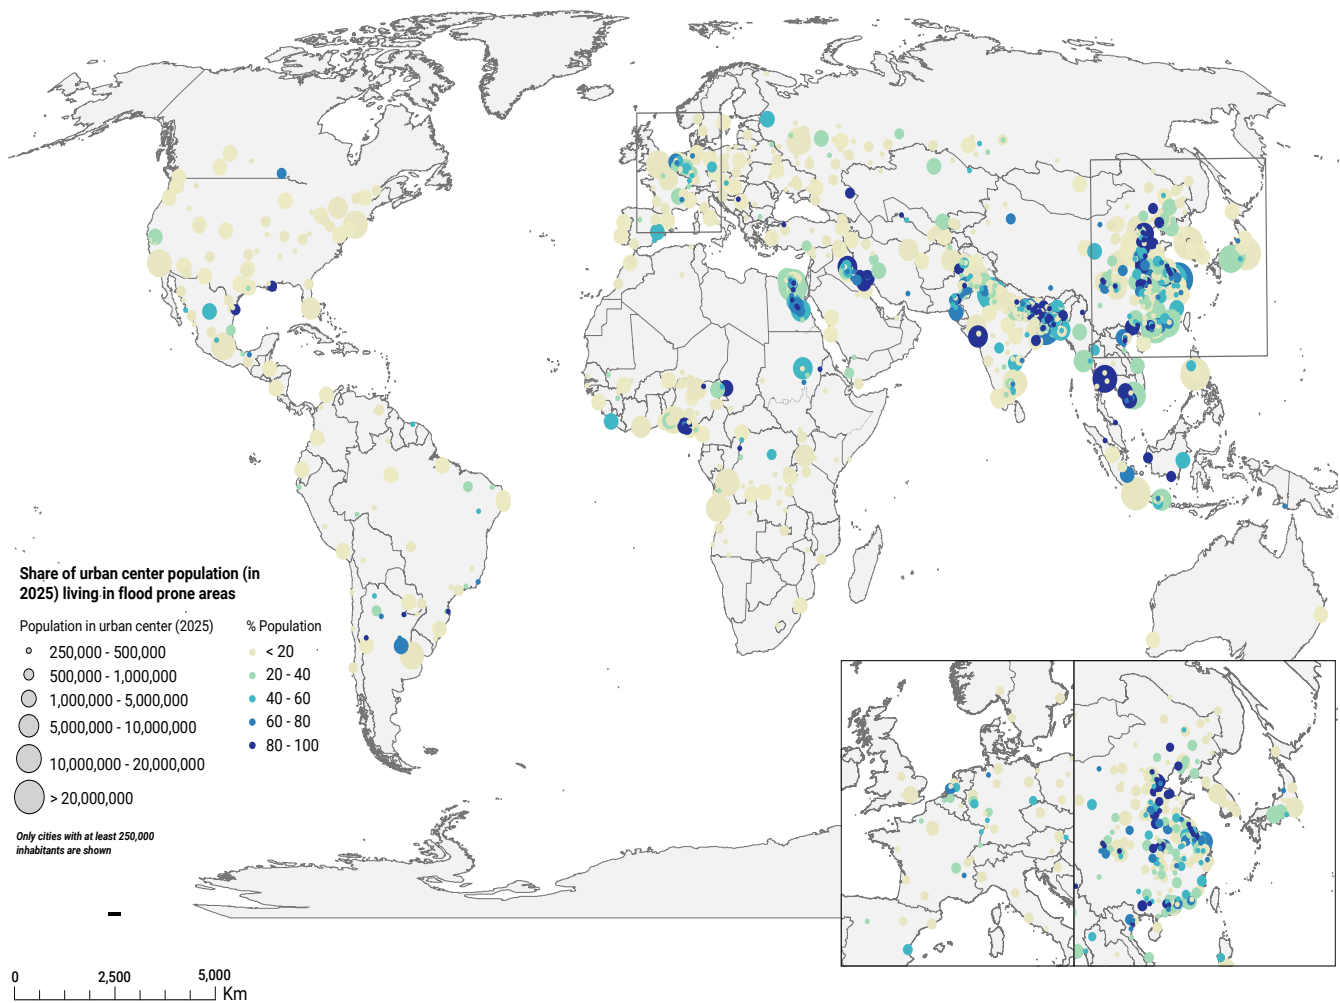 Share of urban center population (in
2025) living in flood prone areas
Population in urban center (2025)
250,000 - 500,000
500,000 - 1,000,000
1,000,000 - 5,000,000
5,000,000 - 10,000,000
10,000,000 - 20,000,000
> 20,000,000
% Population
< 20
20 - 40
40 - 60
60 - 80
80 - 100
Only cities with at least 250,000
inhabitants are shown
0 2,500 5,000
Km